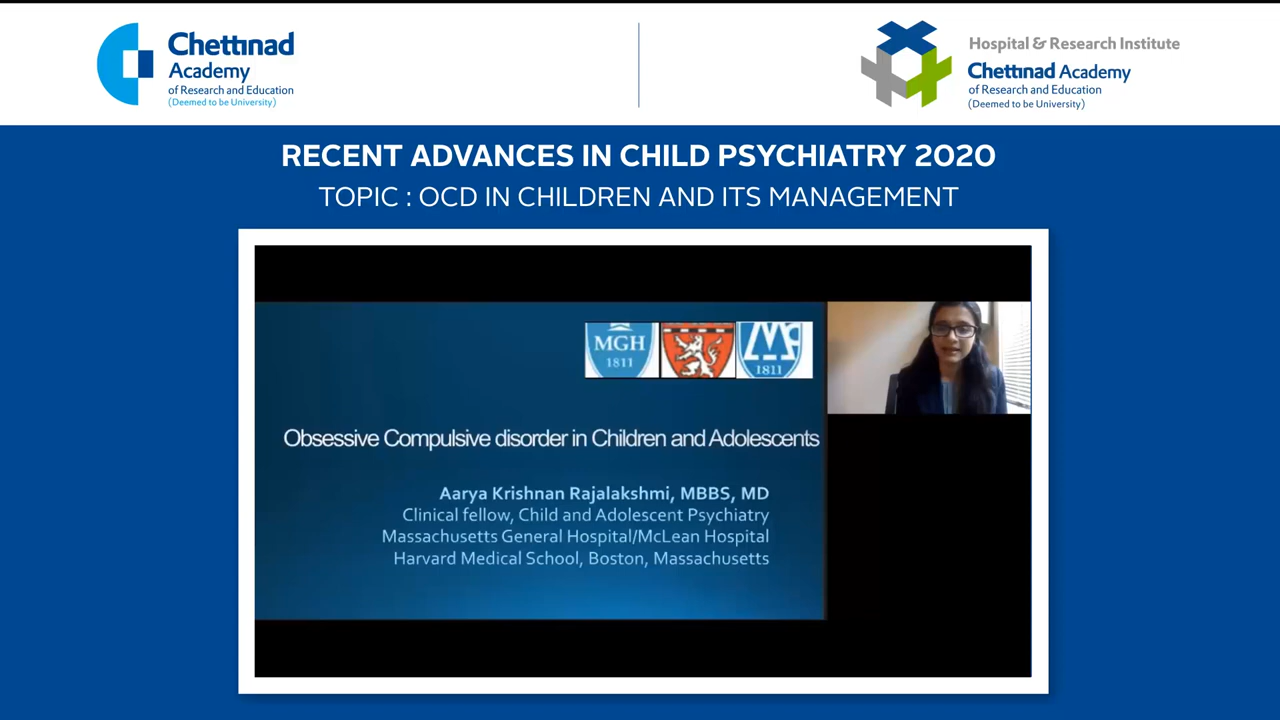 Chettinad
Academy
of Research and Education
(Deemed to be University)
Hospital & Research Institute
Chettinad Academy
of Research and Education
(Deemed to be University)
RECENT ADVANCES IN CHILD PSYCHIATRY 2020
TOPIC : OCD IN CHILDREN AND ITS MANAGEMENT
MGH
1811
1811
Obsessive Compulsive disorder in Children and Adolescents
Aarya Krishnan Rajalakshmi, MBBS, MD
Clinical fellow, Child and Adolescent Psychiatry
Massachusetts General Hospital/McLean Hospital
Harvard Medical School, Boston, Massachusetts